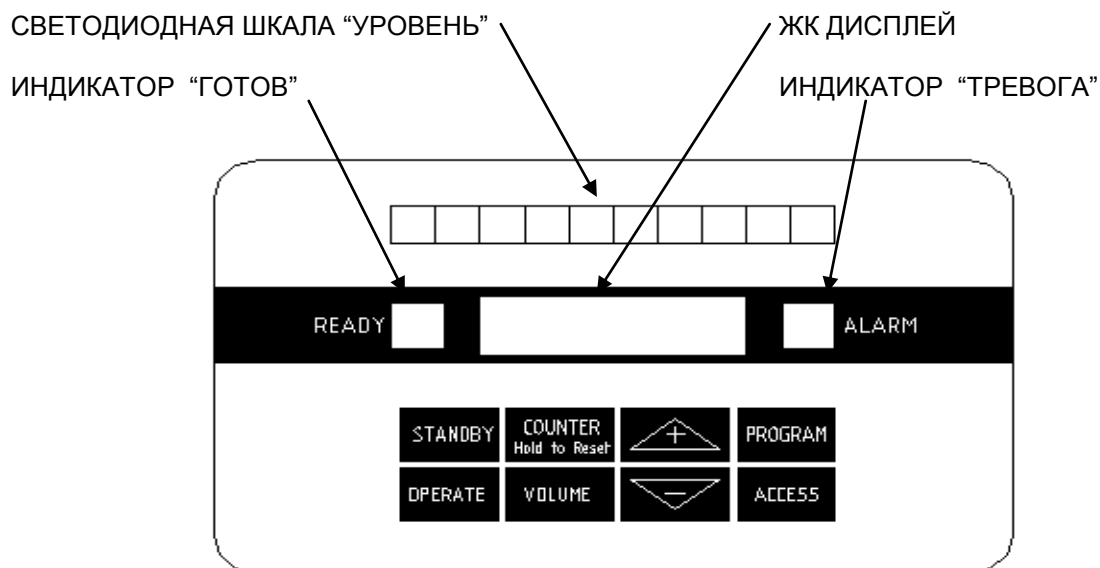 СВЕТОДИОДНАЯ ШКАЛА “УРОВЕНЬ”
ЖК ДИСПЛЕЙ
ИНДИКАТОР “ГОТОВ”
ИНДИКАТОР “ТРЕВОГА”
READY
ALARM
STANDBY
COUNTER
Hold to Reset
+
PROGRAM
OPERATE
VOLUME
−
ACCESS